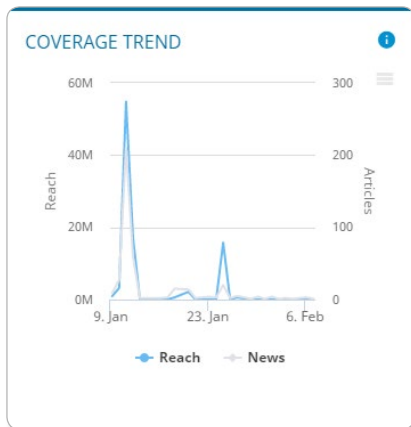 COVERAGE TREND
60M
300
40M
200
20M
100
0M
0
Reach
Articles
9. Jan
23. Jan
6. Feb
Reach
News